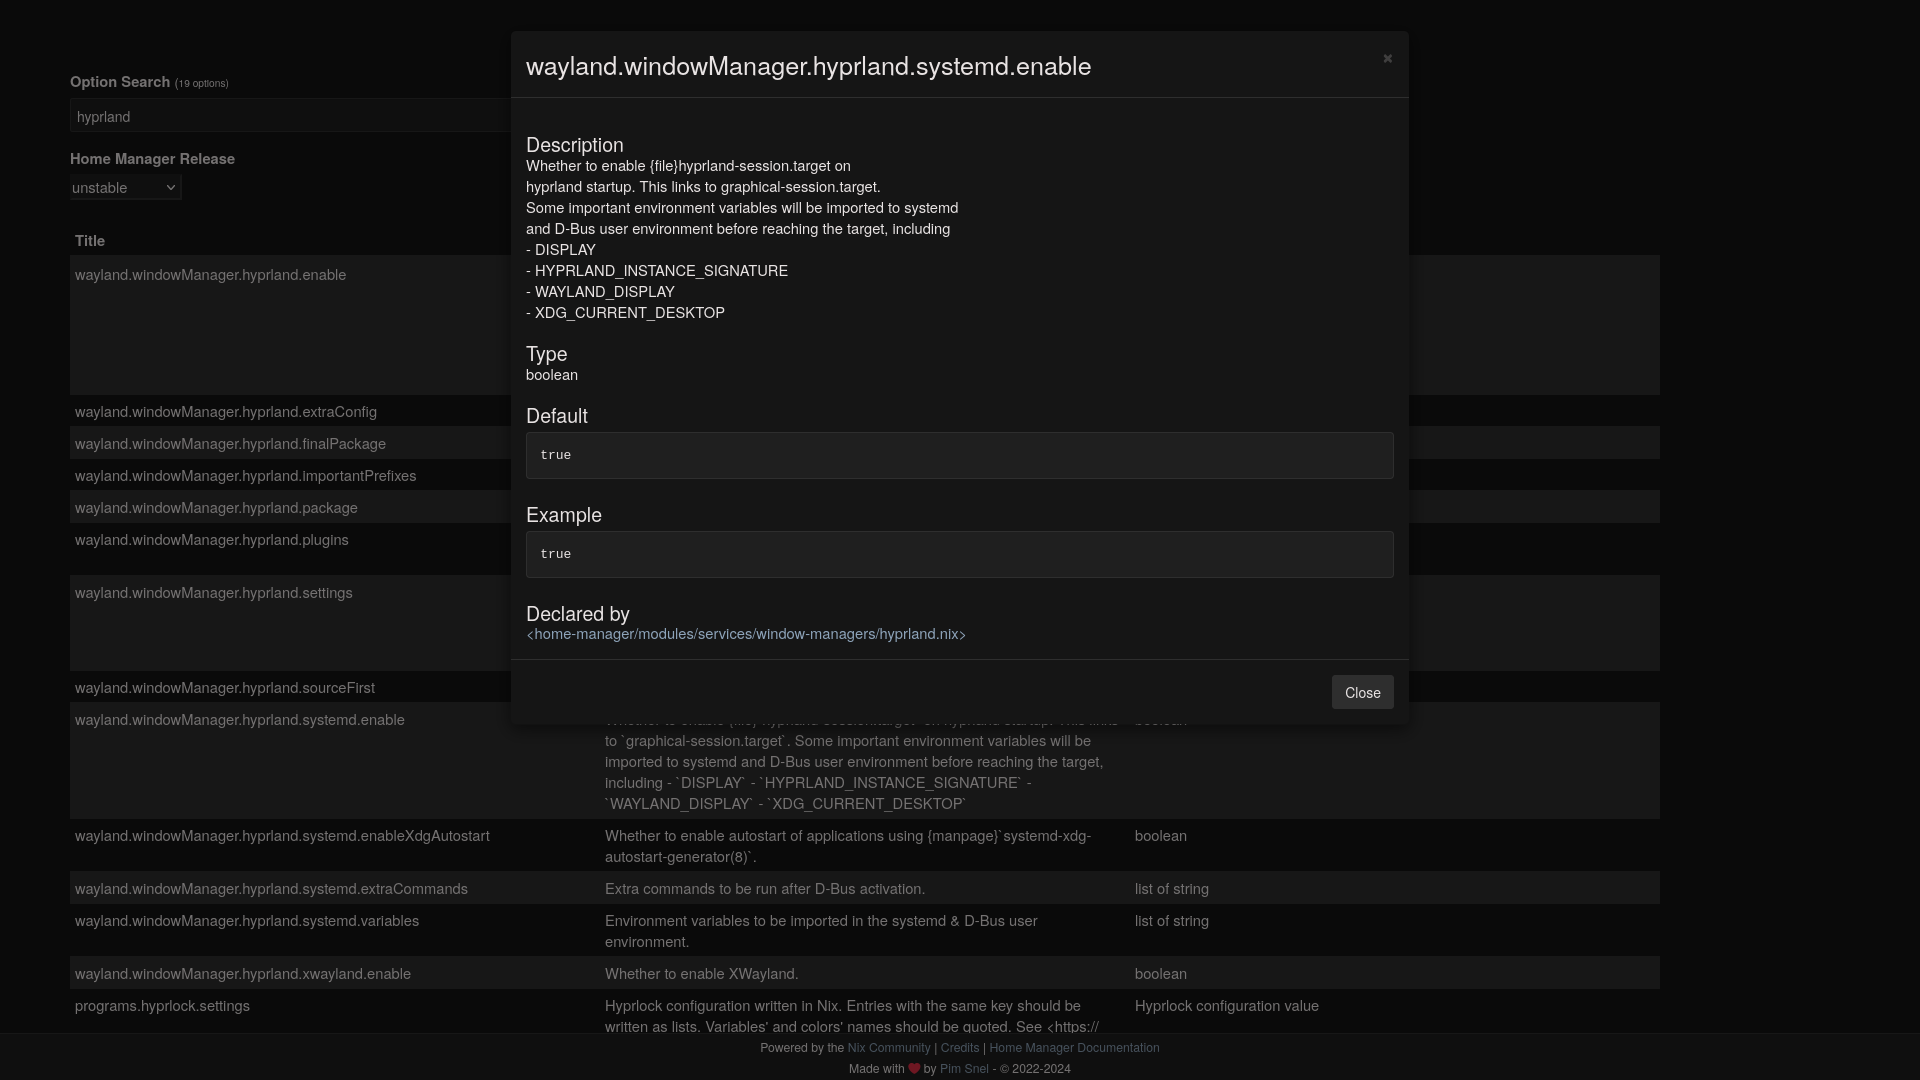 wayland.windowManager.hyprland.systemd.enable
×
Description
Whether to enable {file}hyprland-session.target on
hyprland startup. This links to graphical-session.target.
Some important environment variables will be imported to systemd
and D-Bus user environment before reaching the target, including
- DISPLAY
- HYPRLAND_INSTANCE_SIGNATURE
- WAYLAND_DISPLAY
- XDG_CURRENT_DESKTOP
Type
boolean
Default
true
Example
true
Declared by
<home-manager/modules/services/window-managers/hyprland.nix>
Close
Option Search (19 options)
hyprland
Home Manager Release
unstable
Title
wayland.windowManager.hyprland.enable
wayland.windowManager.hyprland.extraConfig
wayland.windowManager.hyprland.finalPackage
wayland.windowManager.hyprland.importantPrefixes
wayland.windowManager.hyprland.package
wayland.windowManager.hyprland.plugins
wayland.windowManager.hyprland.settings
wayland.windowManager.hyprland.sourceFirst
wayland.windowManager.hyprland.systemd.enable
to `graphical-session.target`. Some important environment variables will be
imported to systemd and D-Bus user environment before reaching the target,
including - `DISPLAY` - `HYPRLAND_INSTANCE_SIGNATURE` -
`WAYLAND_DISPLAY` - `XDG_CURRENT_DESKTOP`
wayland.windowManager.hyprland.systemd.enableXdgAutostart
Whether to enable autostart of applications using {manpage}`systemd-xdg-
autostart-generator(8)`.
boolean
wayland.windowManager.hyprland.systemd.extraCommands
Extra commands to be run after D-Bus activation.
list of string
wayland.windowManager.hyprland.systemd.variables
Environment variables to be imported in the systemd & D-Bus user
environment.
list of string
wayland.windowManager.hyprland.xwayland.enable
Whether to enable XWayland.
boolean
programs.hyprlock.settings
Hyprlock configuration written in Nix. Entries with the same key should be
written as lists. Variables' and colors' names should be quoted. See <https://
Hyprlock configuration value
Powered by the Nix Community | Credits | Home Manager Documentation
Made with ❤ by Pim Snel - © 2022-2024